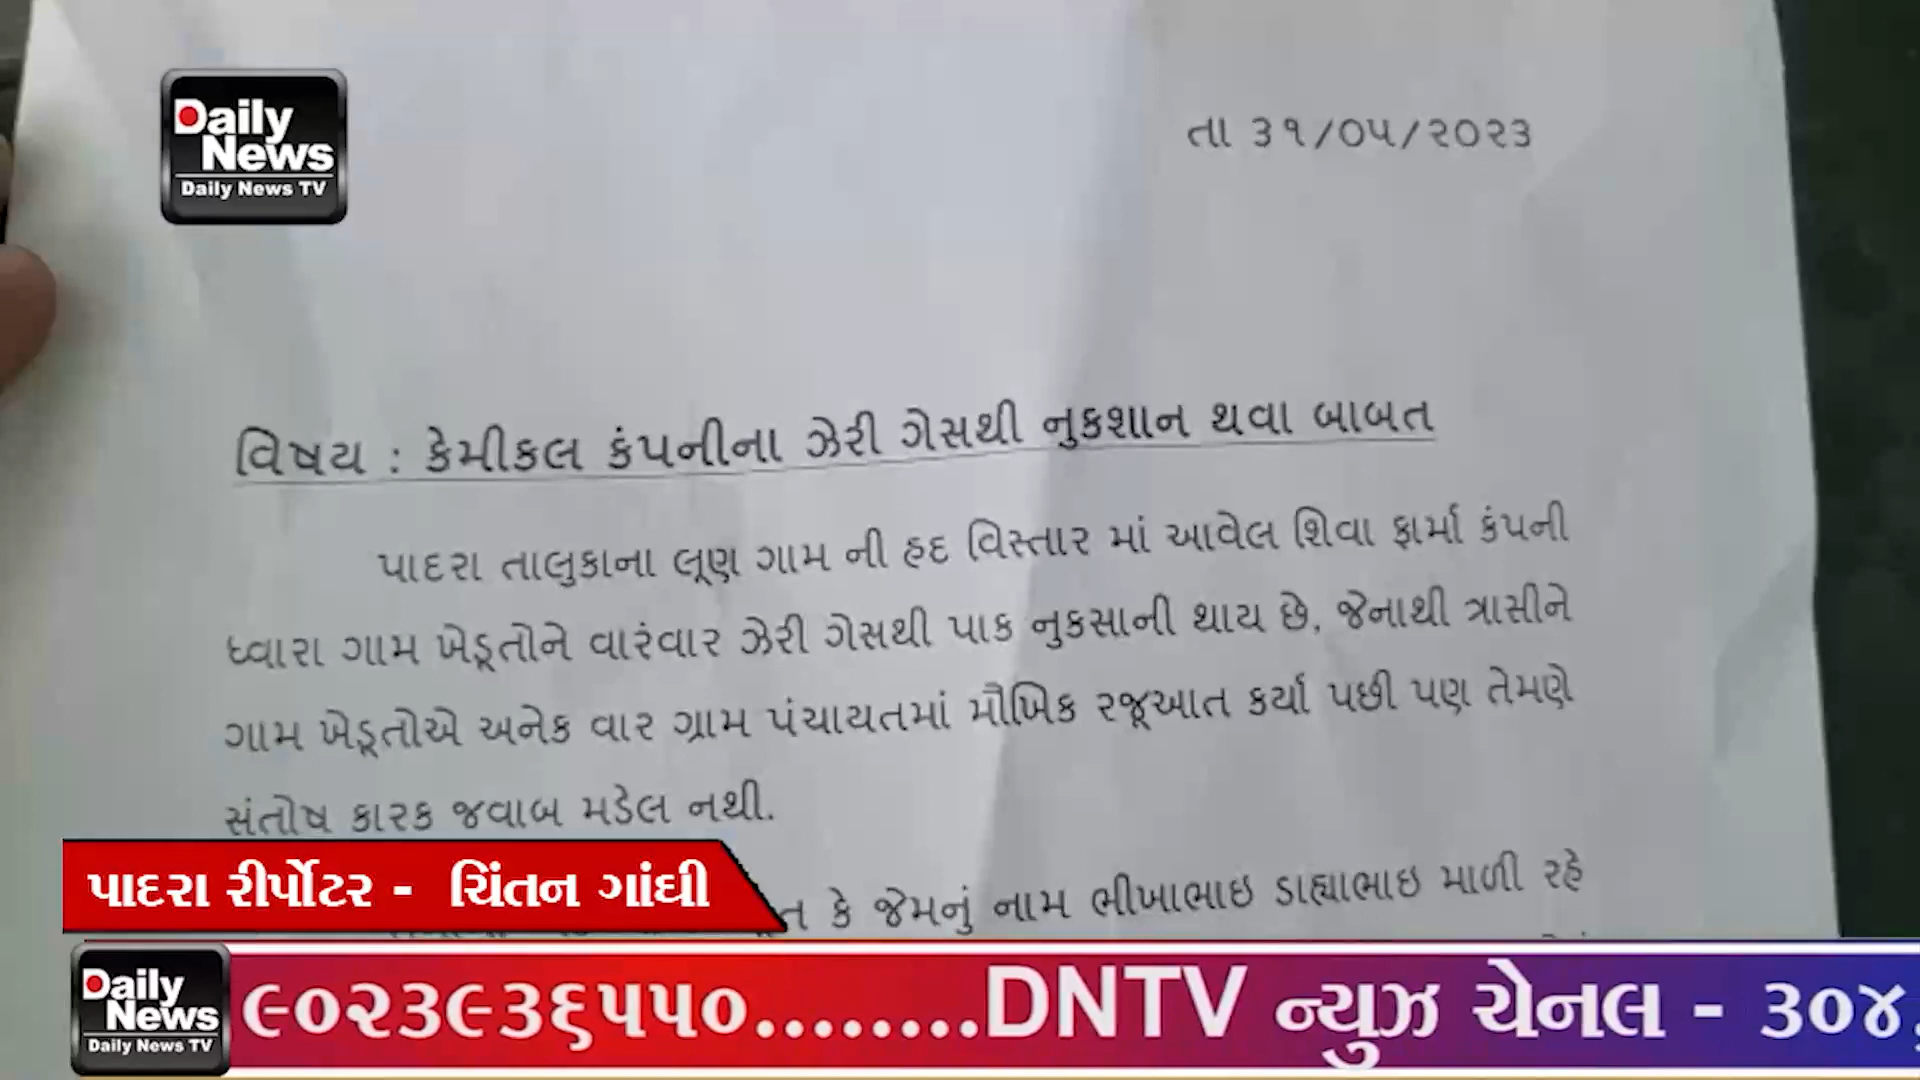 Daily
News
Daily News TV
તા ૩૧/૦૫/૨૦૨૩
વિષય : કેમીકલ કંપનીના ઝેરી ગેસથી નુકશાન થવા બાબત
પાદરા તાલુકાના લૂણ ગામ ની હદ વિસ્તાર માં આવેલ શિવા ફાર્મા કંપની
ધ્વારા ગામ ખેડૂતોને વારંવાર ઝેરી ગેસથી પાક નુકસાની થાય છે, જેનાથી ત્રાસીને
ગામ ખેડૂતોએ અનેક વાર ગ્રામ પંચાયતમાં મૌખિક રજૂઆત કર્યા પછી પણ તેમણે
સંતોષ કારક જવાબ મડેલ નથી.
કે જેમનું નામ ભીખાભાઇ ડાહ્યાભાઇ માળી રહે
પાદરા રીર્પોટર - ચિંતન ગાંધી
Daily
News
Daily News TV
૯૦૨૩૯૩૬૫૫૦........DNTV ન્યુઝ ચેનલ - ૩૦૪,